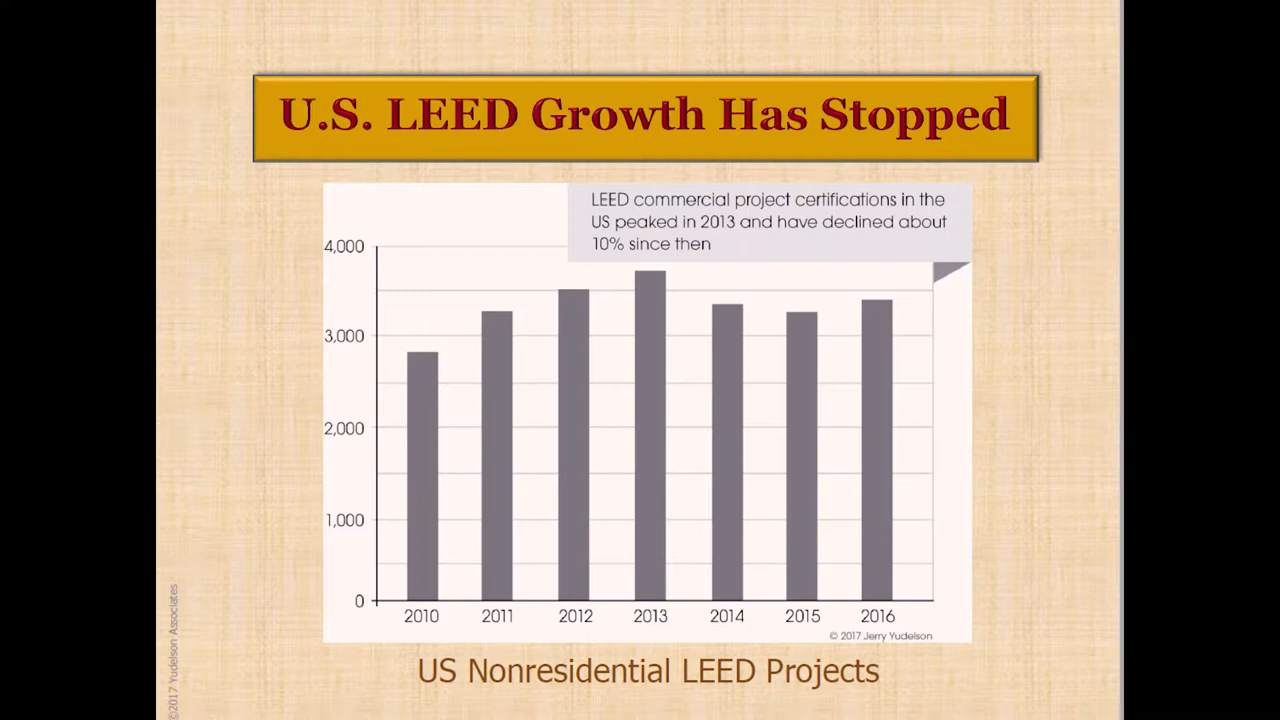 U.S. LEED Growth Has Stopped
LEED commercial project certifications in the
US peaked in 2013 and have declined about
10% since then
4,000
3,000
2,000
1,000
0
2010 2011 2012 2013 2014 2015 2016
© 2017 Jerry Yudelson
US Nonresidential LEED Projects
©2017 Yudelson Associates